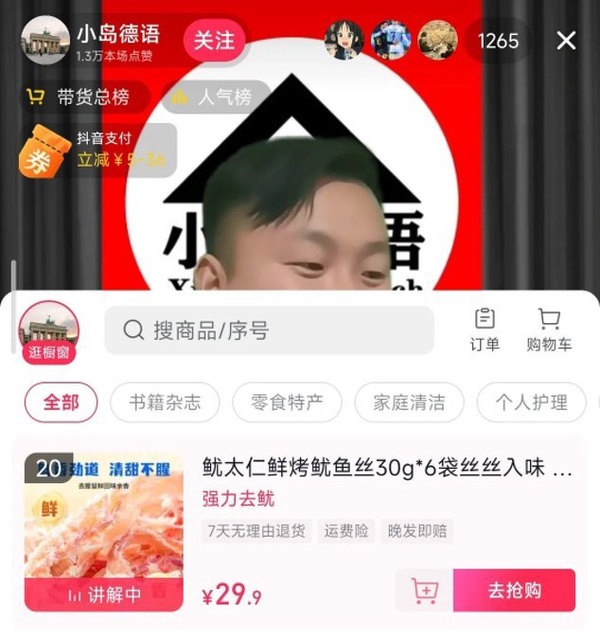 小岛德语
1.3万本场点赞
关注
1265
带货总榜
人气榜
抖音支付
券
小
语
逛橱窗
搜商品/序号
订单
购物车
全部
书籍杂志
零食特产
家庭清洁
个人护理
20
劲道 清甜不腥
鲜
讲解中
鱿太仁鲜烤鱿鱼丝30g*6袋丝丝入味 ...
强力去鱿
7天无理由退货
运费险
晚发即赔
¥29.9
去抢购